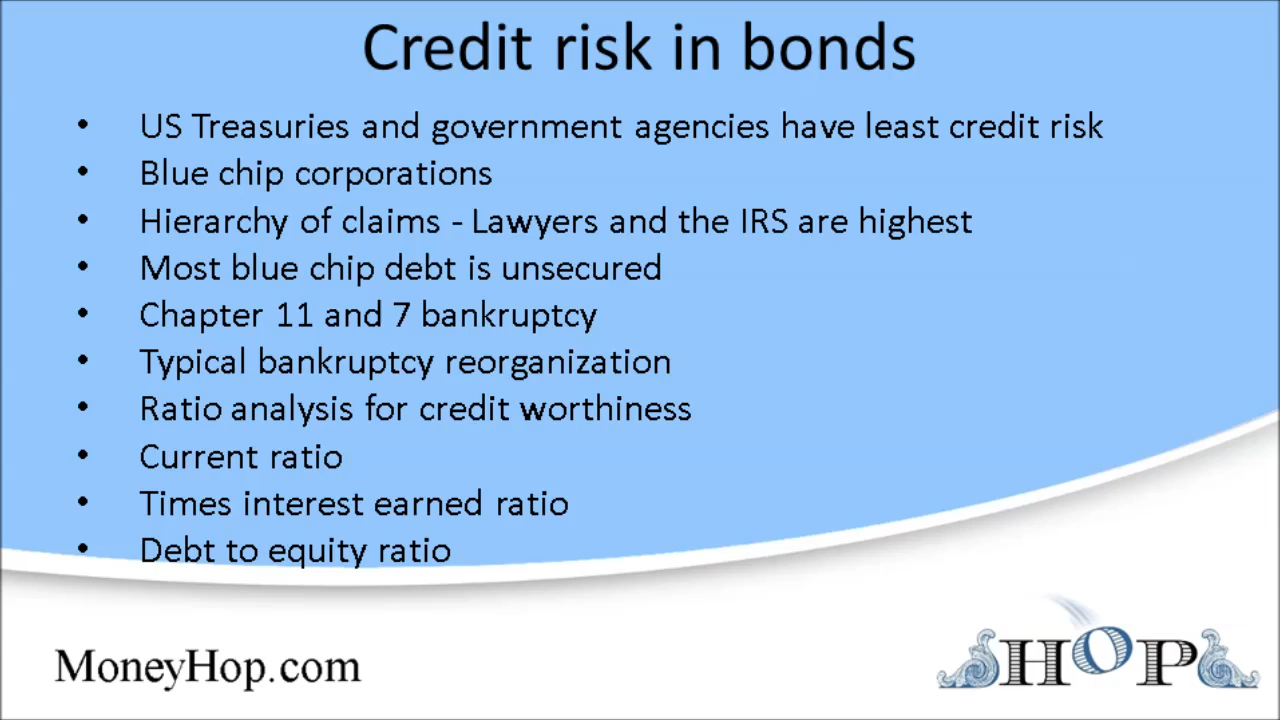 Credit risk in bonds
• US Treasuries and government agencies have least credit risk
• Blue chip corporations
• Hierarchy of claims - Lawyers and the IRS are highest
• Most blue chip debt is unsecured
• Chapter 11 and 7 bankruptcy
• Typical bankruptcy reorganization
• Ratio analysis for credit worthiness
• Current ratio
• Times interest earned ratio
• Debt to equity ratio
MoneyHop.com
HOP